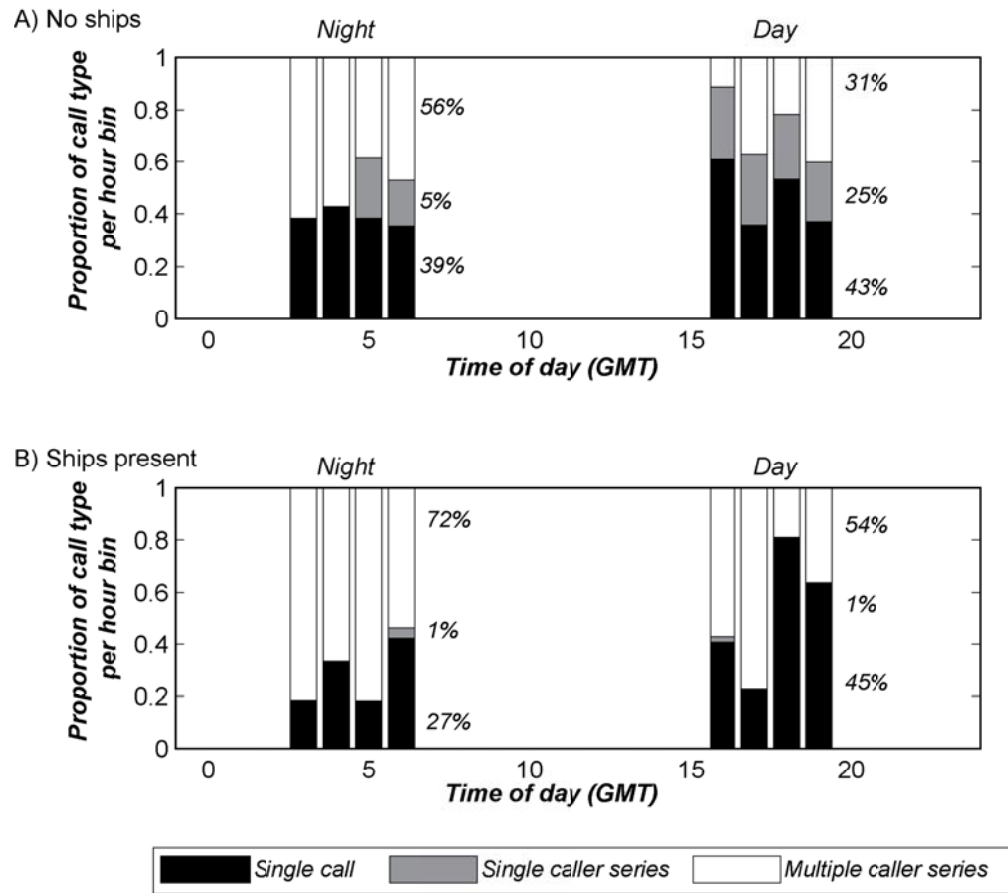 A) No ships
Night
Day
Proportion of call type
per hour bin
1
0.8
0.6
0.4
0.2
0
56%
5%
39%
31%
25%
43%
0
5
10
15
20
Time of day (GMT)
B) Ships present
Night
Day
Proportion of call type
per hour bin
1
0.8
0.6
0.4
0.2
0
72%
1%
27%
54%
1%
45%
0
5
10
15
20
Time of day (GMT)
Single call
Single caller series
Multiple caller series